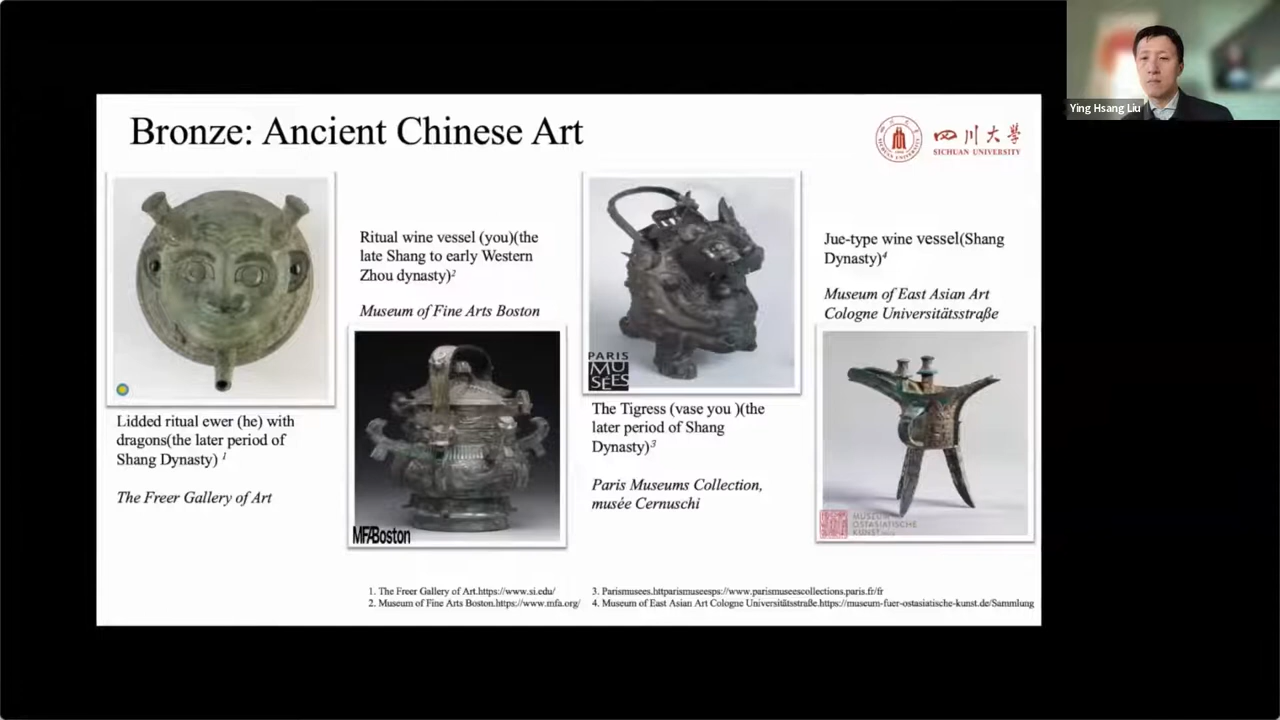 Ying Hsang Liu
Bronze: Ancient Chinese Art
四川大學
SICHUAN UNIVERSITY
Lidded ritual ewer (he) with
dragons(the later period of
Shang Dynasty) 1
The Freer Gallery of Art
Ritual wine vessel (you)(the
late Shang to early Western
Zhou dynasty)2
Museum of Fine Arts Boston
MFABoston
PARIS
MU
SÉES
The Tigress (vase you )(the
later period of Shang
Dynasty)3
Paris Museums Collection,
musée Cernuschi
Jue-type wine vessel(Shang
Dynasty)4
Museum of East Asian Art
Cologne Universitätsstraße
MUSEUM
OSTASIATISCHE
KUNST
1. The Freer Gallery of Art.https://www.si.edu/
2. Museum of Fine Arts Boston.https://www.mfa.org/
3. Parismusees.httparismuseesps://www.parismuseescollections.paris.fr/fr
4. Museum of East Asian Art Cologne Universitätsstraße.https://museum-fuer-ostasiatische-kunst.de/Sammlung